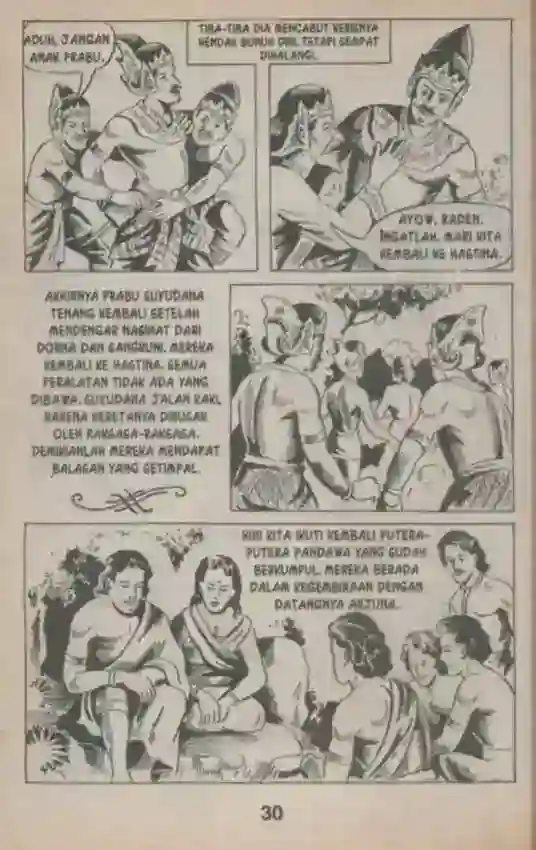 ADUH, JANGAN
ANAK PRABU.
TIBA-TIBA DIA MENCABUT KERISNYA
HENDAK BUNUH DIRI, TETAPI SEMPAT
DIHALANGI.
AYOW, RADEN.
INGATLAH. MARI KITA
KEMBALI KE HASTINA.
AKHIRNYA PRABU SUYUDANA
TENANG KEMBALI SETELAH
MENDENGAR NASIHAT DARI
DORNA DAN SANGKUNI. MEREKA
KEMBALI KE HASTINA. SEMUA
PERALATAN TIDAK ADA YANG
DIBAWA. SUYUDANA JALAN KAKI,
KARENA KERETANYA DIRUSAK
OLEH RAKSASA-RAKSASA.
DEMIKIANLAH MEREKA MENDAPAT
BALASAN YANG SETIMPAL.
KINI KITA IKUTI KEMBALI PUTERA-
PUTERA PANDAWA YANG SUDAH
BERKUMPUL. MEREKA BERADA
DALAM KEGEMBIRAAN DENGAN
DATANGNYA ARJUNA.
30